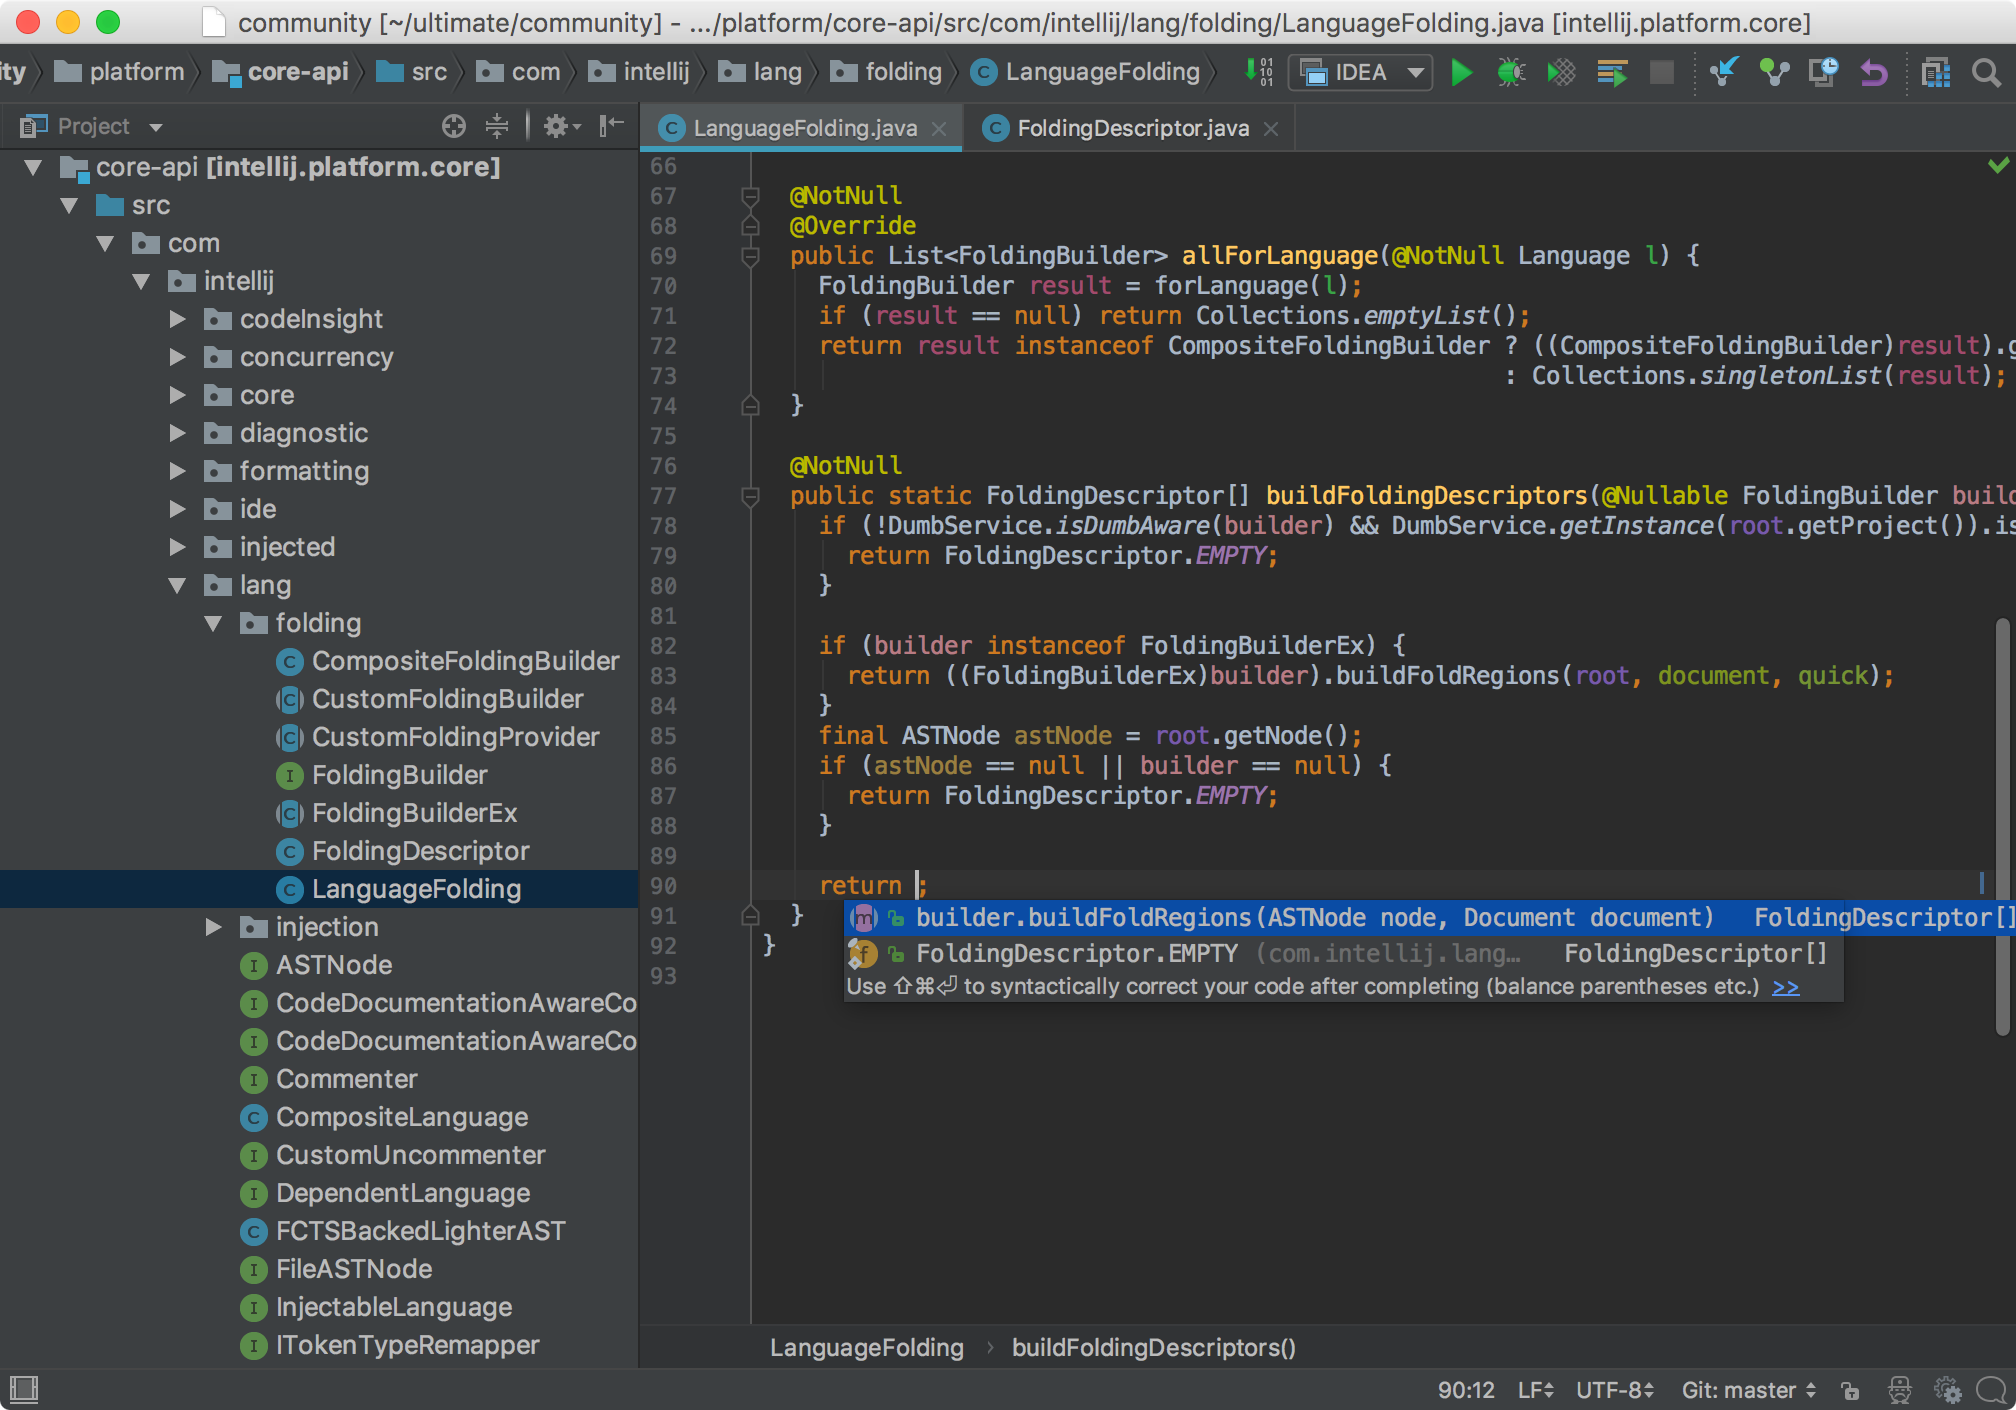 community [~/ultimate/community] - .../platform/core-api/src/com/intellij/lang/folding/LanguageFolding.java [intellij.platform.core]
ity platform core-api src com intellij lang folding LanguageFolding IDEA
Project
LanguageFolding.java FoldingDescriptor.java
core-api [intellij.platform.core]
src
com
intellij
codeInsight
concurrency
core
diagnostic
formatting
ide
injected
lang
folding
CompositeFoldingBuilder
CustomFoldingBuilder
CustomFoldingProvider
FoldingBuilder
FoldingBuilderEx
FoldingDescriptor
LanguageFolding
injection
ASTNode
CodeDocumentationAwareCo
CodeDocumentationAwareCo
Commenter
CompositeLanguage
CustomUncommenter
DependentLanguage
FCTSBackedLighterAST
FileASTNode
InjectableLanguage
ITokenTypeRemapper
66
67 @NotNull
68 @Override
69 public List<FoldingBuilder> allForLanguage(@NotNull Language l) {
70 FoldingBuilder result = forLanguage(l);
71 if (result == null) return Collections.emptyList();
72 return result instanceof CompositeFoldingBuilder ? ((CompositeFoldingBuilder)result).g
73 : Collections.singletonList(result);
74 }
75
76 @NotNull
77 public static FoldingDescriptor[] buildFoldingDescriptors(@Nullable FoldingBuilder builde
78 if (!DumbService.isDumbAware(builder) && DumbService.getInstance(root.getProject()).is
79 return FoldingDescriptor.EMPTY;
80 }
81
82 if (builder instanceof FoldingBuilderEx) {
83 return ((FoldingBuilderEx)builder).buildFoldRegions(root, document, quick);
84 }
85 final ASTNode astNode = root.getNode();
86 if (astNode == null || builder == null) {
87 return FoldingDescriptor.EMPTY;
88 }
89
90 return ;
91 }
92 }
93
builder.buildFoldRegions(ASTNode node, Document document) FoldingDescriptor[]
FoldingDescriptor.EMPTY (com.intellij.lang… FoldingDescriptor[]
Use ⇧⌘⏎ to syntactically correct your code after completing (balance parentheses etc.) >>
LanguageFolding › buildFoldingDescriptors()
90:12 LF UTF-8 Git: master